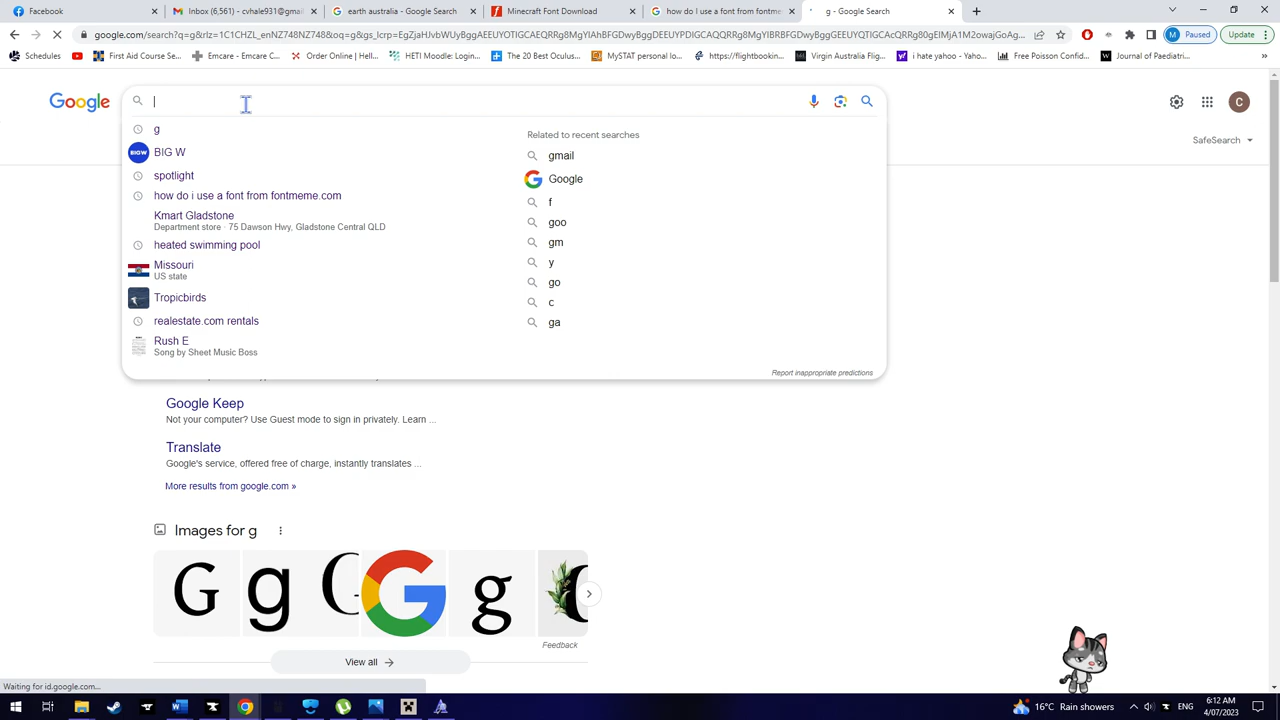 Facebook
Inbox (6,561) - cvhale931@gmail
earth australia - Google Search
Minecraft Font Download
how do i use a font from fontme
g - Google Search
google.com/search?q=g&rlz=1C1CHZL_enNZ748NZ748&oq=g&gs_lcrp=
Paused
Update
Schedules
First Aid Course Se...
Emcare - Emcare ...
Order Online | Hell...
HETI Moodle: Login...
The 20 Best Oculus...
MySTAT personal lo...
https://flightbookin...
Virgin Australia Flig...
i hate yahoo - Yaho...
Free Poisson Confid...
Journal of Paediatri...
Google
g
BIG W
spotlight
how do i use a font from fontmeme.com
Kmart Gladstone
Department store · 75 Dawson Hwy, Gladstone Central QLD
heated swimming pool
Missouri
US state
Tropicbirds
realestate.com rentals
Rush E
Song by Sheet Music Boss
Related to recent searches
gmail
Google
f
goo
gm
y
go
c
ga
Report inappropriate predictions
SafeSearch
Google Keep
Not your computer? Use Guest mode to sign in privately. Learn ...
Translate
Google's service, offered free of charge, instantly translates ...
More results from google.com »
Images for g
G g G G g
Feedback
View all
Waiting for id.google.com...
16°C Rain showers
ENG
6:12 AM
4/07/2023